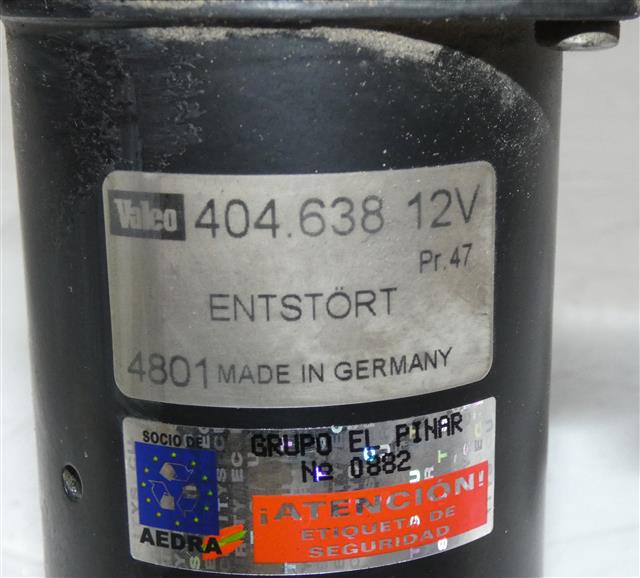 Valeo 404.638 12V
Pr.47
ENTSTÖRT
4801 MADE IN GERMANY
SOCIO DE
AEDRA
GRUPO EL PINAR
Nº 0882
¡ATENCIÓN!
ETIQUETA DE
SEGURIDAD